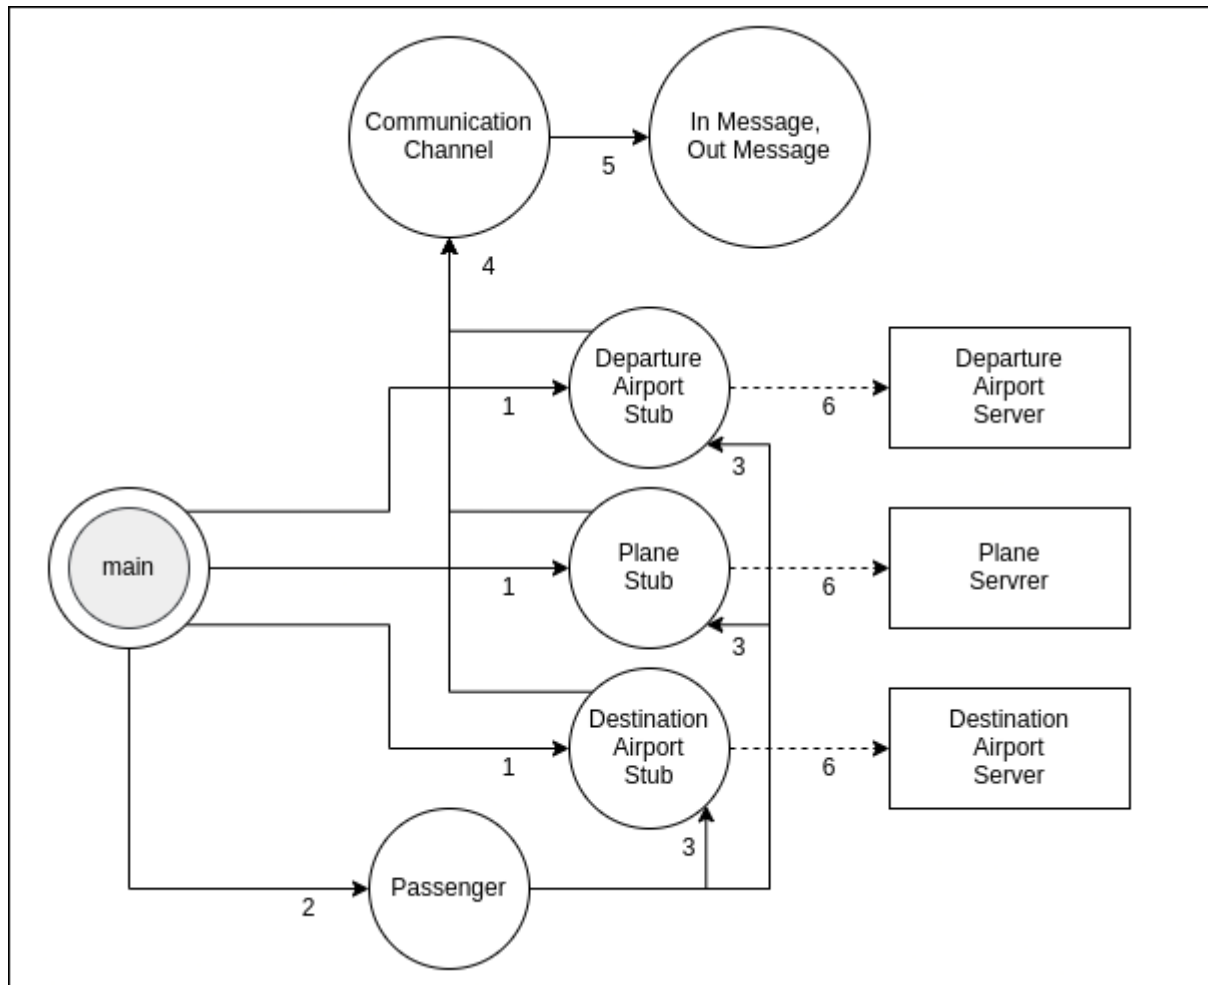 Communication
Channel
In Message,
Out Message
5
4
Departure
Airport
Stub
Departure
Airport
Server
1
6
3
main
Plane
Stub
Plane
Servrer
1
6
3
Destination
Airport
Stub
Destination
Airport
Server
1
6
3
Passenger
2